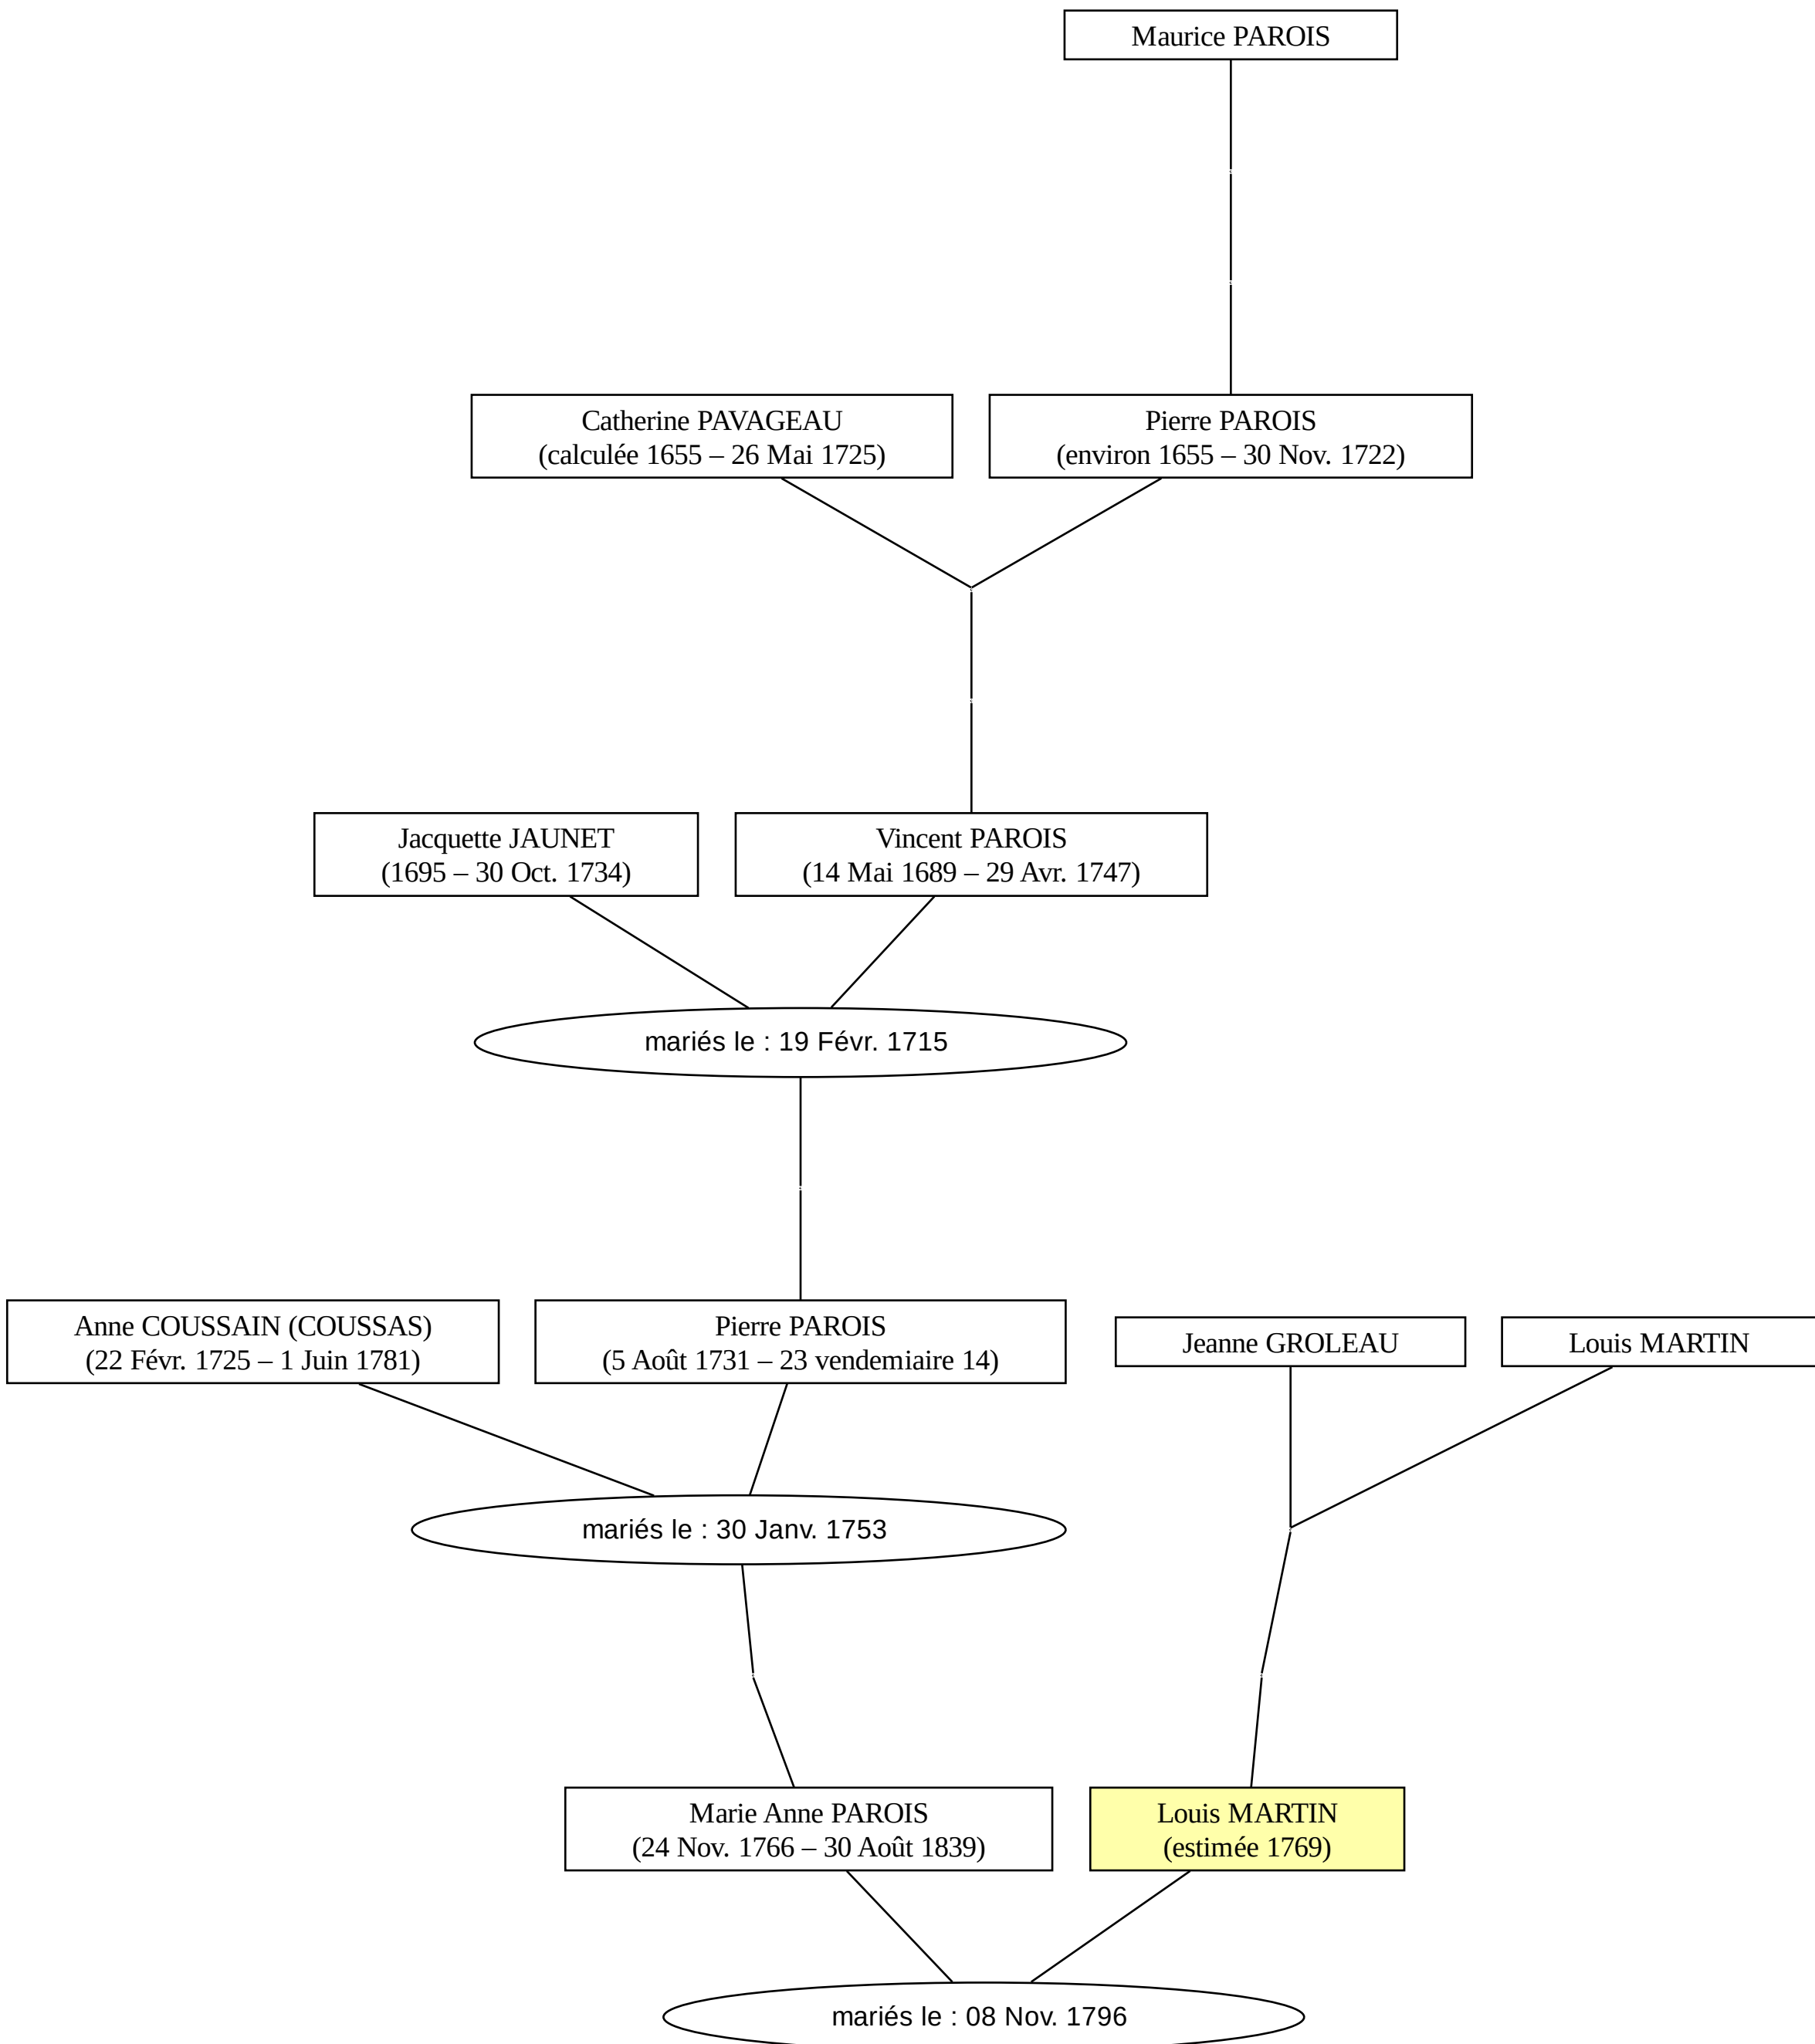 Maurice PAROIS
Catherine PAVAGEAU
(calculée 1655 – 26 Mai 1725)
Pierre PAROIS
(environ 1655 – 30 Nov. 1722)
Jacquette JAUNET
(1695 – 30 Oct. 1734)
Vincent PAROIS
(14 Mai 1689 – 29 Avr. 1747)
mariés le : 19 Févr. 1715
Anne COUSSAIN (COUSSAS)
(22 Févr. 1725 – 1 Juin 1781)
Pierre PAROIS
(5 Août 1731 – 23 vendemiaire 14)
Jeanne GROLEAU
Louis MARTIN
mariés le : 30 Janv. 1753
Marie Anne PAROIS
(24 Nov. 1766 – 30 Août 1839)
Louis MARTIN
(estimée 1769)
mariés le : 08 Nov. 1796